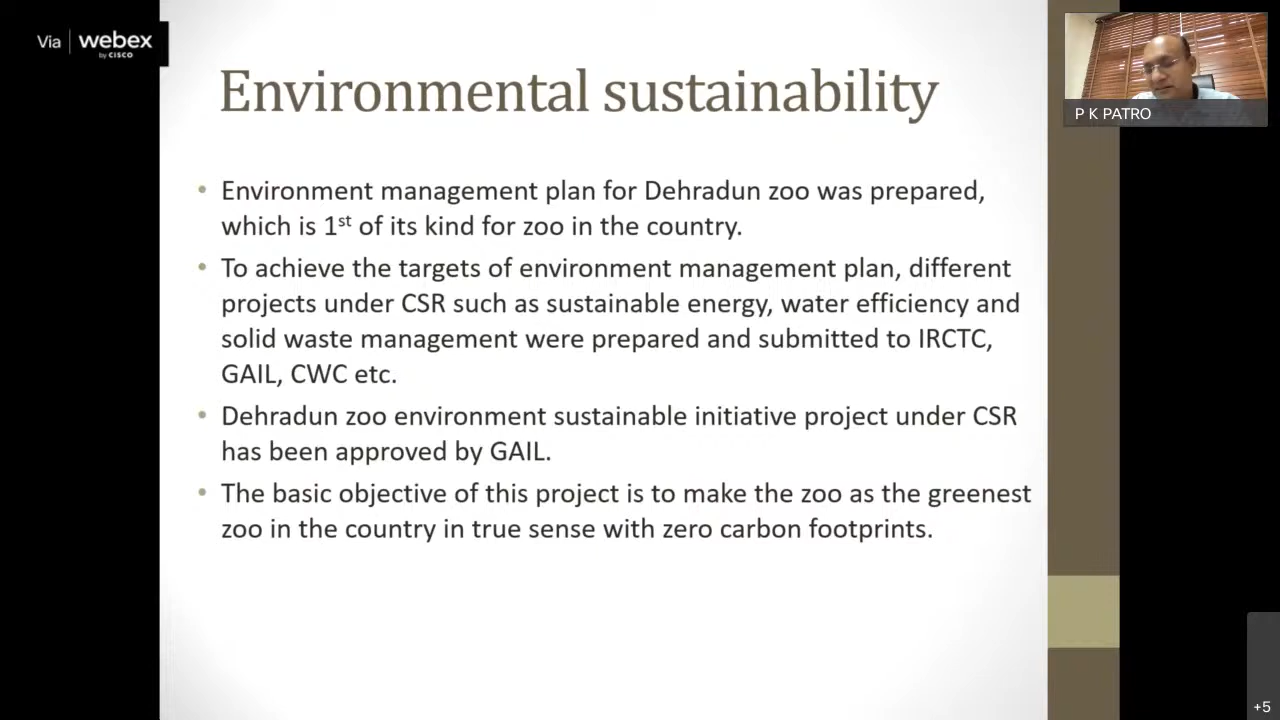 Via webex
by CISCO
Environmental sustainability
P K PATRO
• Environment management plan for Dehradun zoo was prepared,
which is 1st of its kind for zoo in the country.
• To achieve the targets of environment management plan, different
projects under CSR such as sustainable energy, water efficiency and
solid waste management were prepared and submitted to IRCTC,
GAIL, CWC etc.
• Dehradun zoo environment sustainable initiative project under CSR
has been approved by GAIL.
• The basic objective of this project is to make the zoo as the greenest
zoo in the country in true sense with zero carbon footprints.
+5